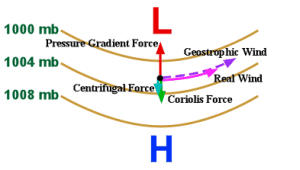 L
1000 mb
Pressure Gradient Force
Geostrophic Wind
1004 mb
Real Wind
Centrifugal Force
1008 mb
Coriolis Force
H